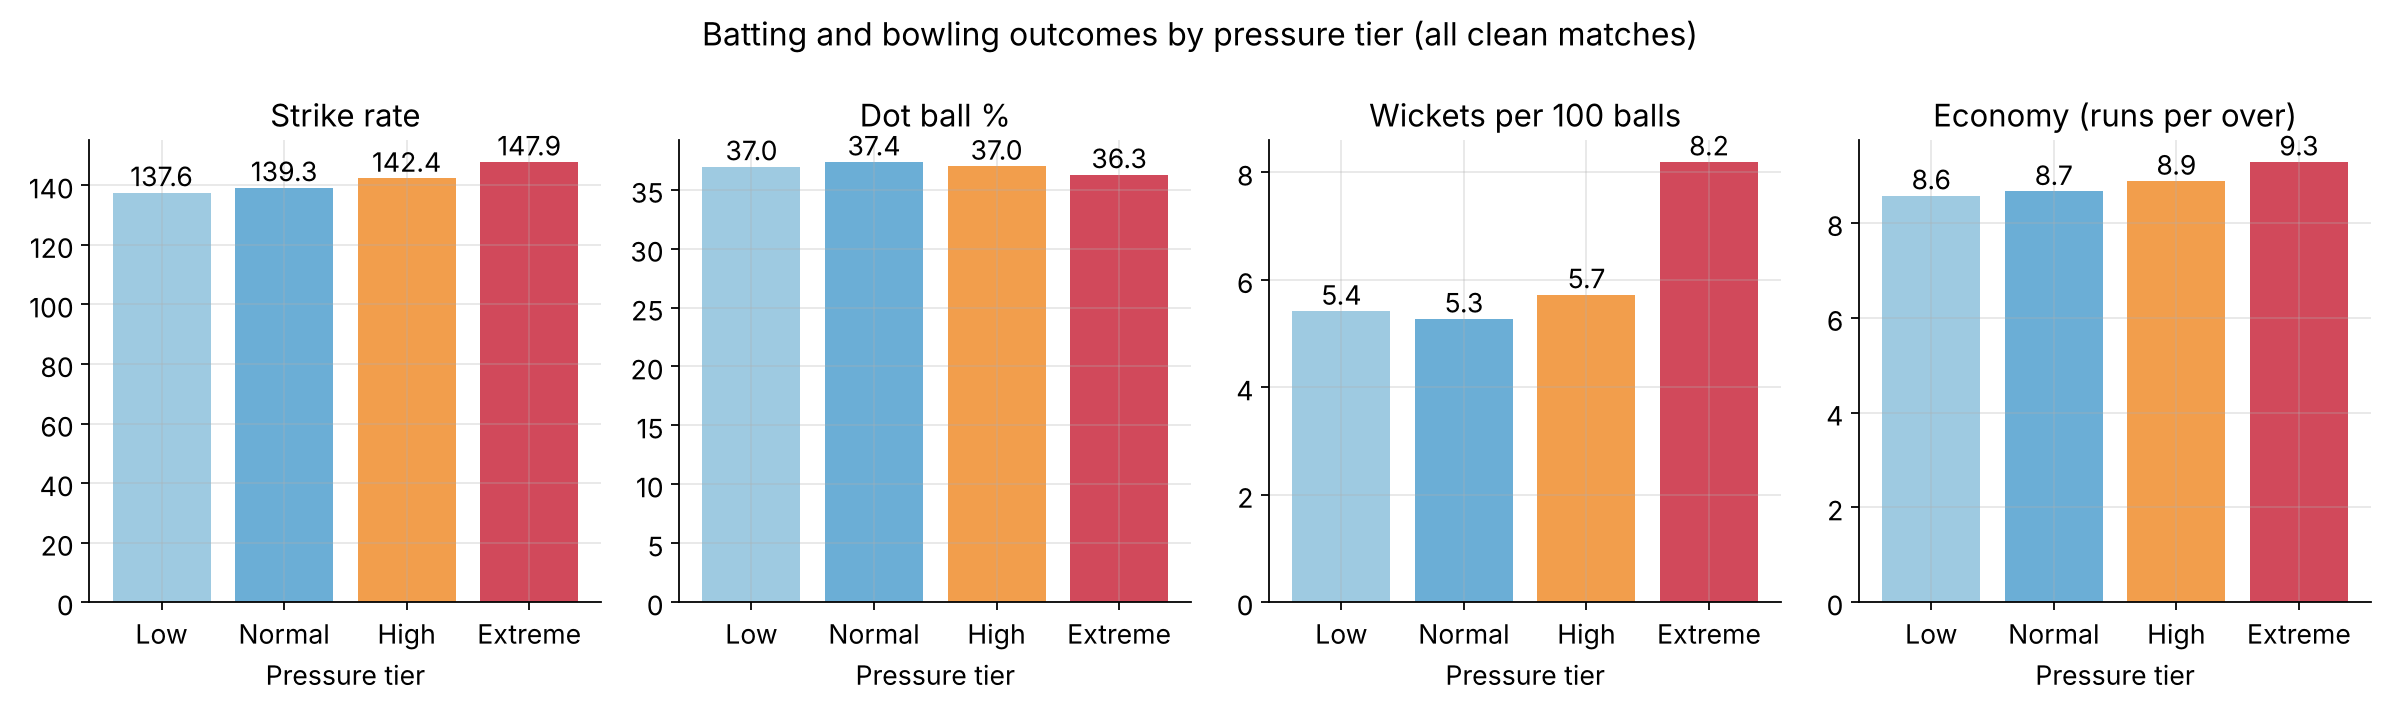 Batting and bowling outcomes by pressure tier (all clean matches)
Strike rate
137.6 139.3 142.4 147.9
140
120
100
80
60
40
20
0
Low Normal High Extreme
Pressure tier
Dot ball %
37.0 37.4 37.0 36.3
35
30
25
20
15
10
5
0
Low Normal High Extreme
Pressure tier
Wickets per 100 balls
5.4 5.3 5.7 8.2
8
6
4
2
0
Low Normal High Extreme
Pressure tier
Economy (runs per over)
8.6 8.7 8.9 9.3
8
6
4
2
0
Low Normal High Extreme
Pressure tier